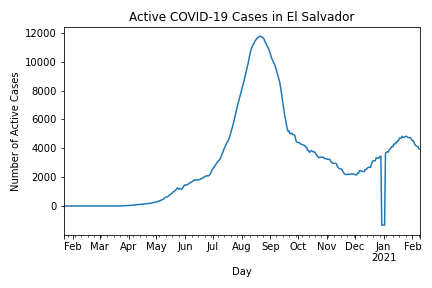 Active COVID-19 Cases in El Salvador
Number of Active Cases
12000
10000
8000
6000
4000
2000
0
Feb Mar Apr May Jun Jul Aug Sep Oct Nov Dec Jan Feb
2021
Day